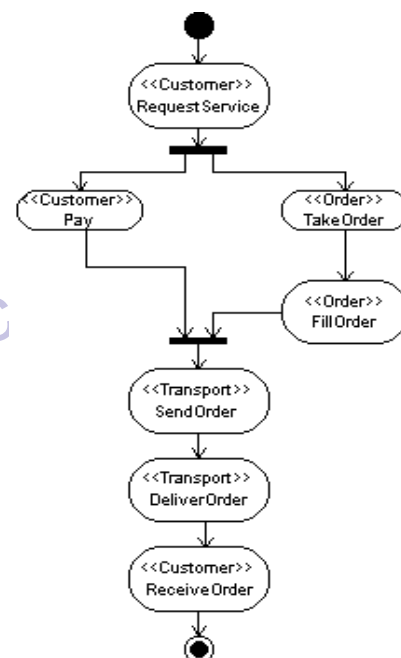 <<Customer>>
RequestService
<<Customer>>
Pay
<<Order>>
TakeOrder
<<Order>>
FillOrder
<<Transport>>
SendOrder
<<Transport>>
DeliverOrder
<<Customer>>
ReceiveOrder